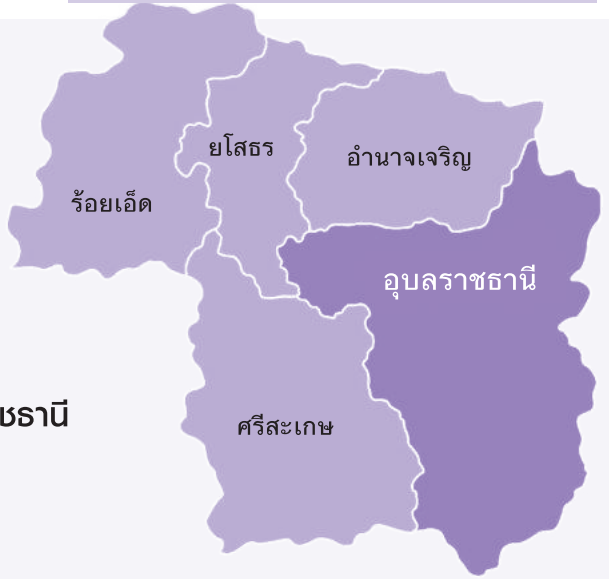 ยโสธร
อำนาจเจริญ
ร้อยเอ็ด
อุบลราชธานี
ชธานี
ศรีสะเกษ